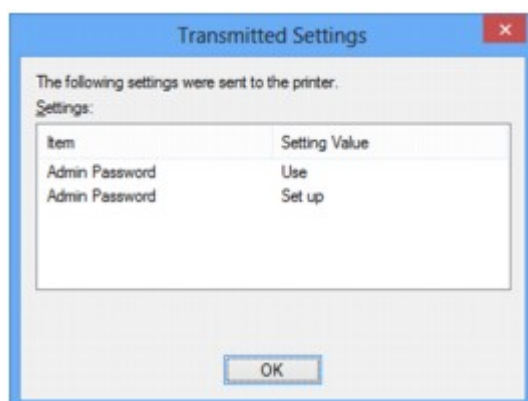 Transmitted Settings
The following settings were sent to the printer.
Settings:
Item Setting Value
Admin Password Use
Admin Password Set up
OK